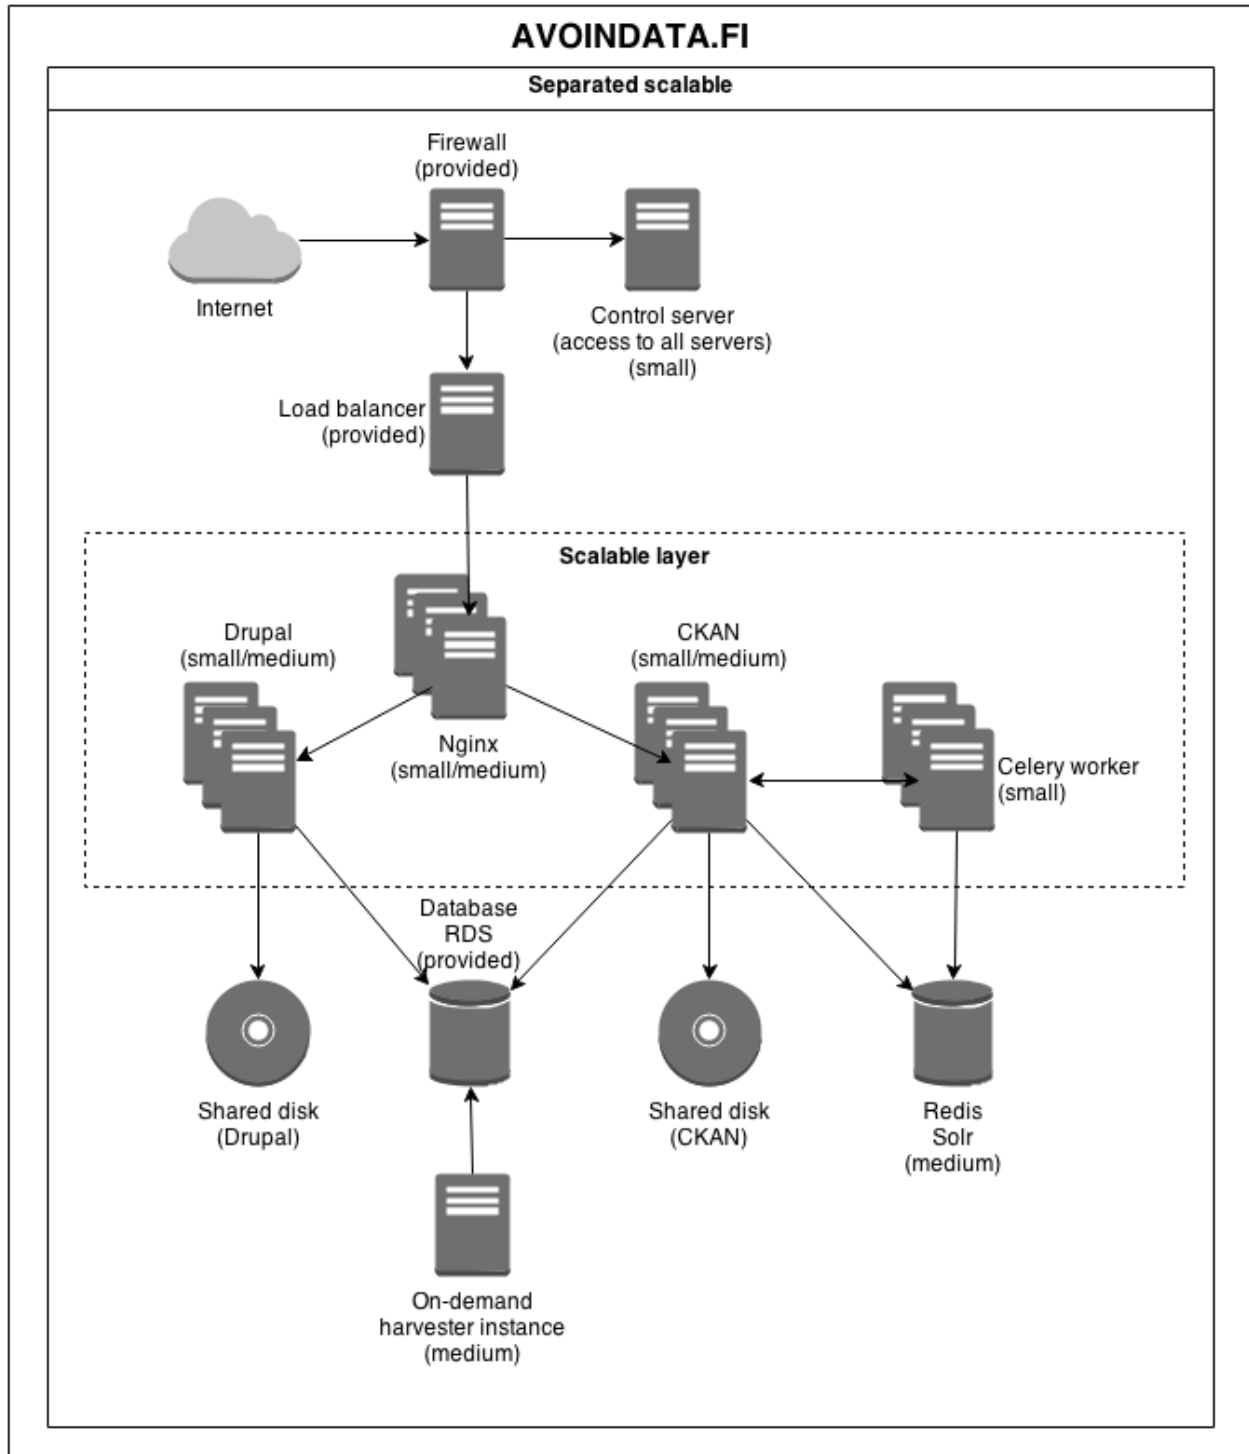 AVOINDATA.FI
Separated scalable
Firewall
(provided)
Internet
Control server
(access to all servers)
(small)
Load balancer
(provided)
Scalable layer
Drupal
(small/medium)
CKAN
(small/medium)
Nginx
(small/medium)
Celery worker
(small)
Database
RDS
(provided)
Shared disk
(Drupal)
Shared disk
(CKAN)
Redis
Solr
(medium)
On-demand
harvester instance
(medium)